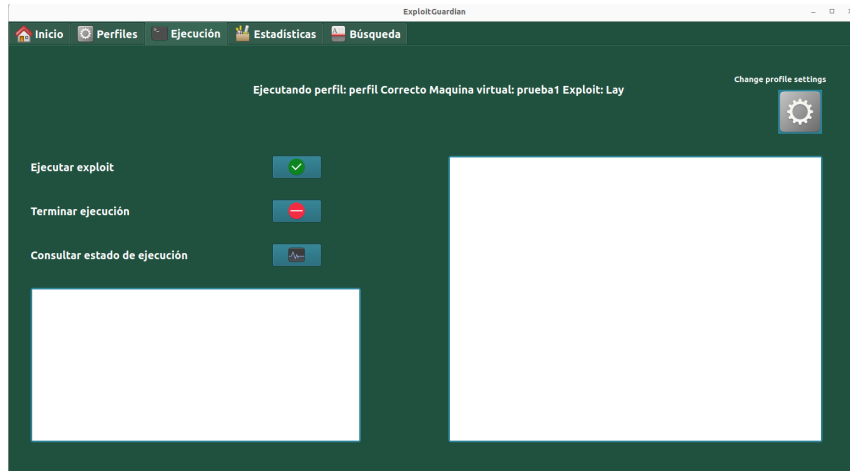 ExploitGuardian
Inicio Perfiles Ejecución Estadísticas Búsqueda
Change profile settings
Ejecutando perfil: perfil Correcto Maquina virtual: prueba1 Exploit: Lay
Ejecutar exploit
Terminar ejecución
Consultar estado de ejecución